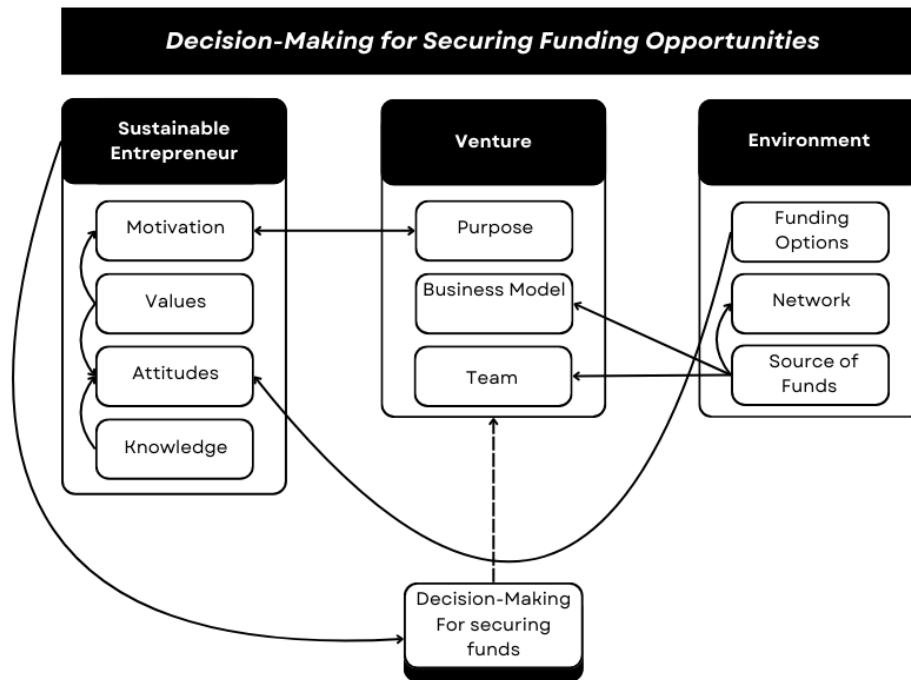 Decision-Making for Securing Funding Opportunities
Sustainable
Entrepreneur
Motivation
Values
Attitudes
Knowledge
Venture
Purpose
Business Model
Team
Environment
Funding
Options
Network
Source of
Funds
Decision-Making
For securing
funds